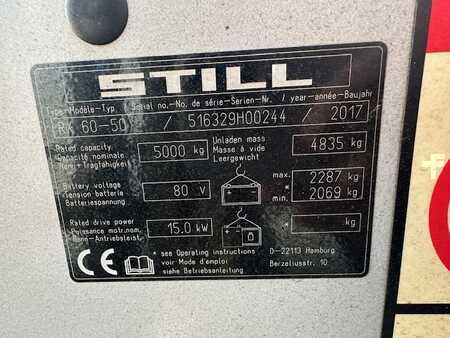 STILL
Type-Modèle-Typ. / Serial no.-No. de série-Serien-Nr. / year-année-Baujahr
RX 60-50 / 516329H00244 / 2017
Rated capacity
Capacité nominale
Nenn-Tragfähigkeit
5000 kg
Unladen mass
Masse à vide
Leergewicht
4835 kg
Battery voltage
tension batterie
Batteriespannung
80 V
max. 2287 kg
*
min. 2069 kg
Rated drive power
Puissance motr.nom.
Nenn-Antriebsleist.
15.0 kW
* kg
* see Operating instructions
voir Mode d'emploi
siehe Betriebsanleitung
D-22113 Hamburg
Berzeliusstr. 10
CE